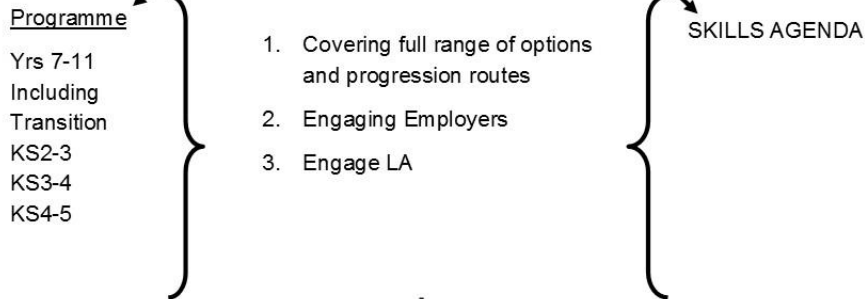 Programme
Yrs 7-11
Including
Transition
KS2-3
KS3-4
KS4-5
1. Covering full range of options
and progression routes
2. Engaging Employers
3. Engage LA
SKILLS AGENDA